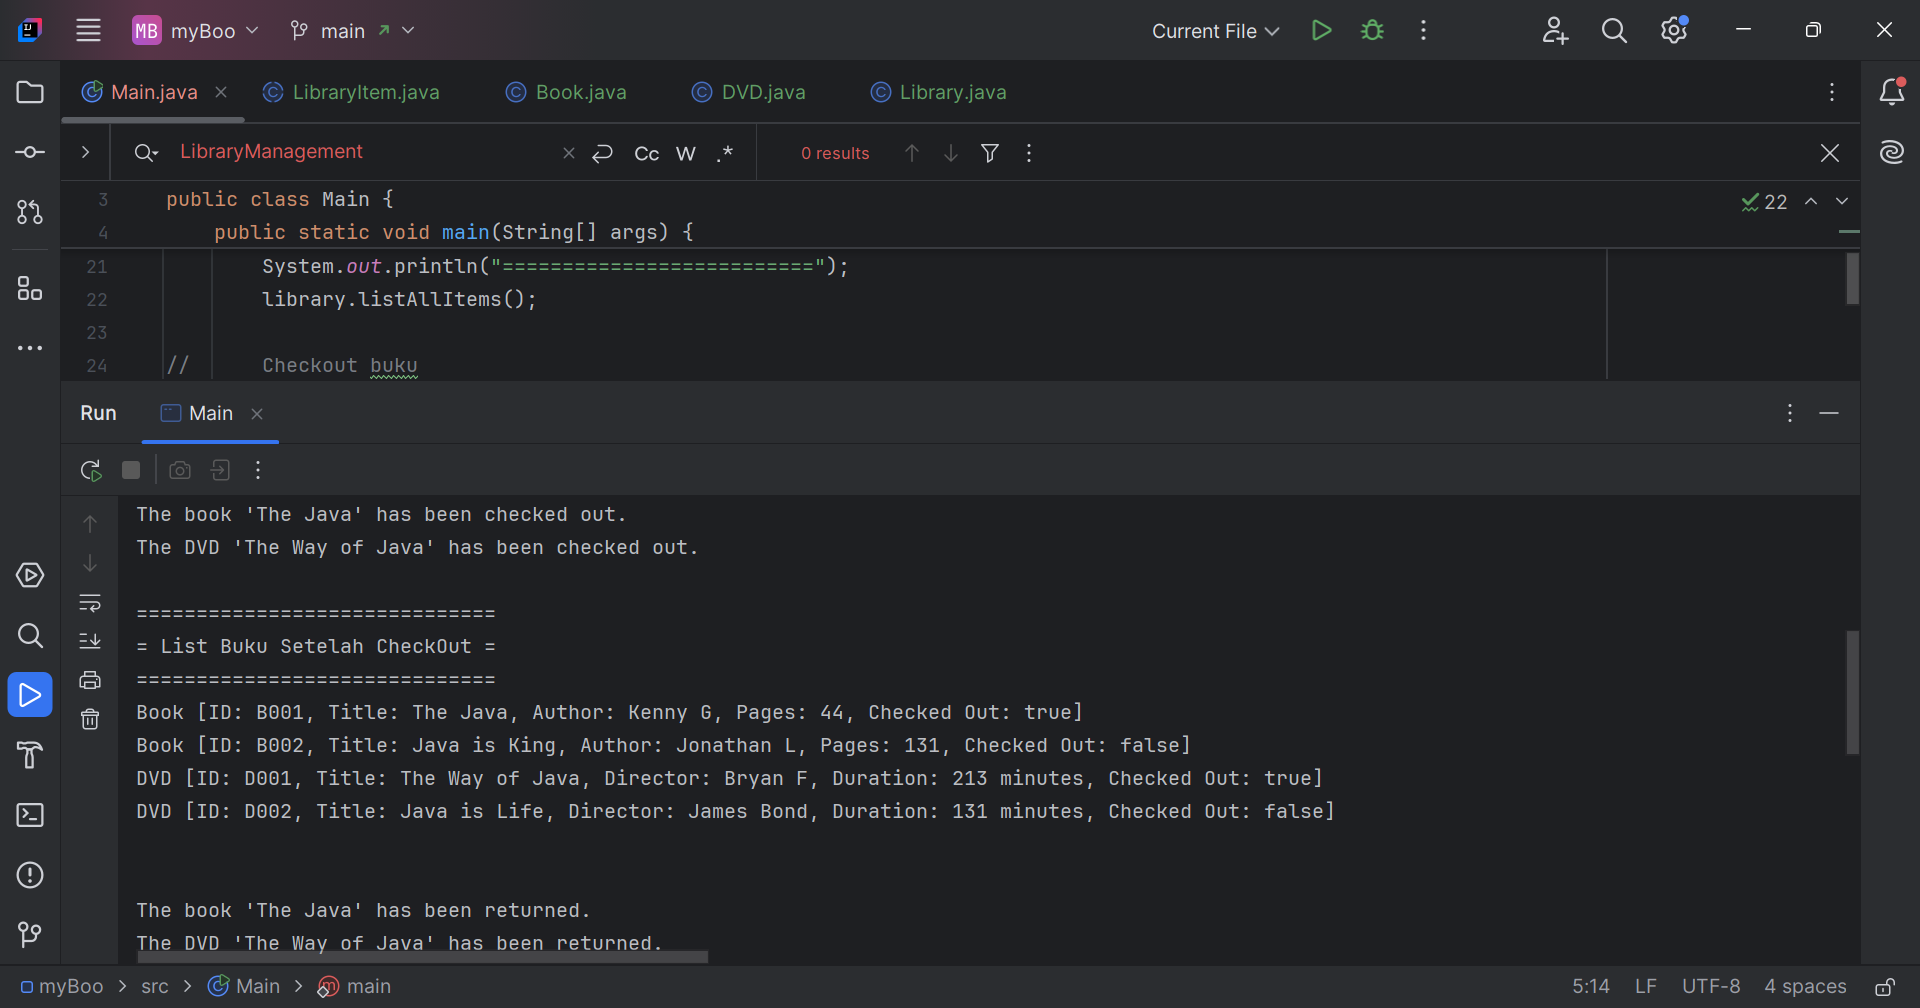 MB myBoo main Current File
Main.java LibraryItem.java Book.java DVD.java Library.java
LibraryManagement Cc W .* 0 results
3 public class Main {
22
4 public static void main(String[] args) {
21 System.out.println("==========================");
22 library.listAllItems();
23
24 // Checkout buku
Run Main
The book 'The Java' has been checked out.
The DVD 'The Way of Java' has been checked out.
==============================
= List Buku Setelah CheckOut =
==============================
Book [ID: B001, Title: The Java, Author: Kenny G, Pages: 44, Checked Out: true]
Book [ID: B002, Title: Java is King, Author: Jonathan L, Pages: 131, Checked Out: false]
DVD [ID: D001, Title: The Way of Java, Director: Bryan F, Duration: 213 minutes, Checked Out: true]
DVD [ID: D002, Title: Java is Life, Director: James Bond, Duration: 131 minutes, Checked Out: false]
The book 'The Java' has been returned.
The DVD 'The Way of Java' has been returned.
myBoo > src > Main > main 5:14 LF UTF-8 4 spaces